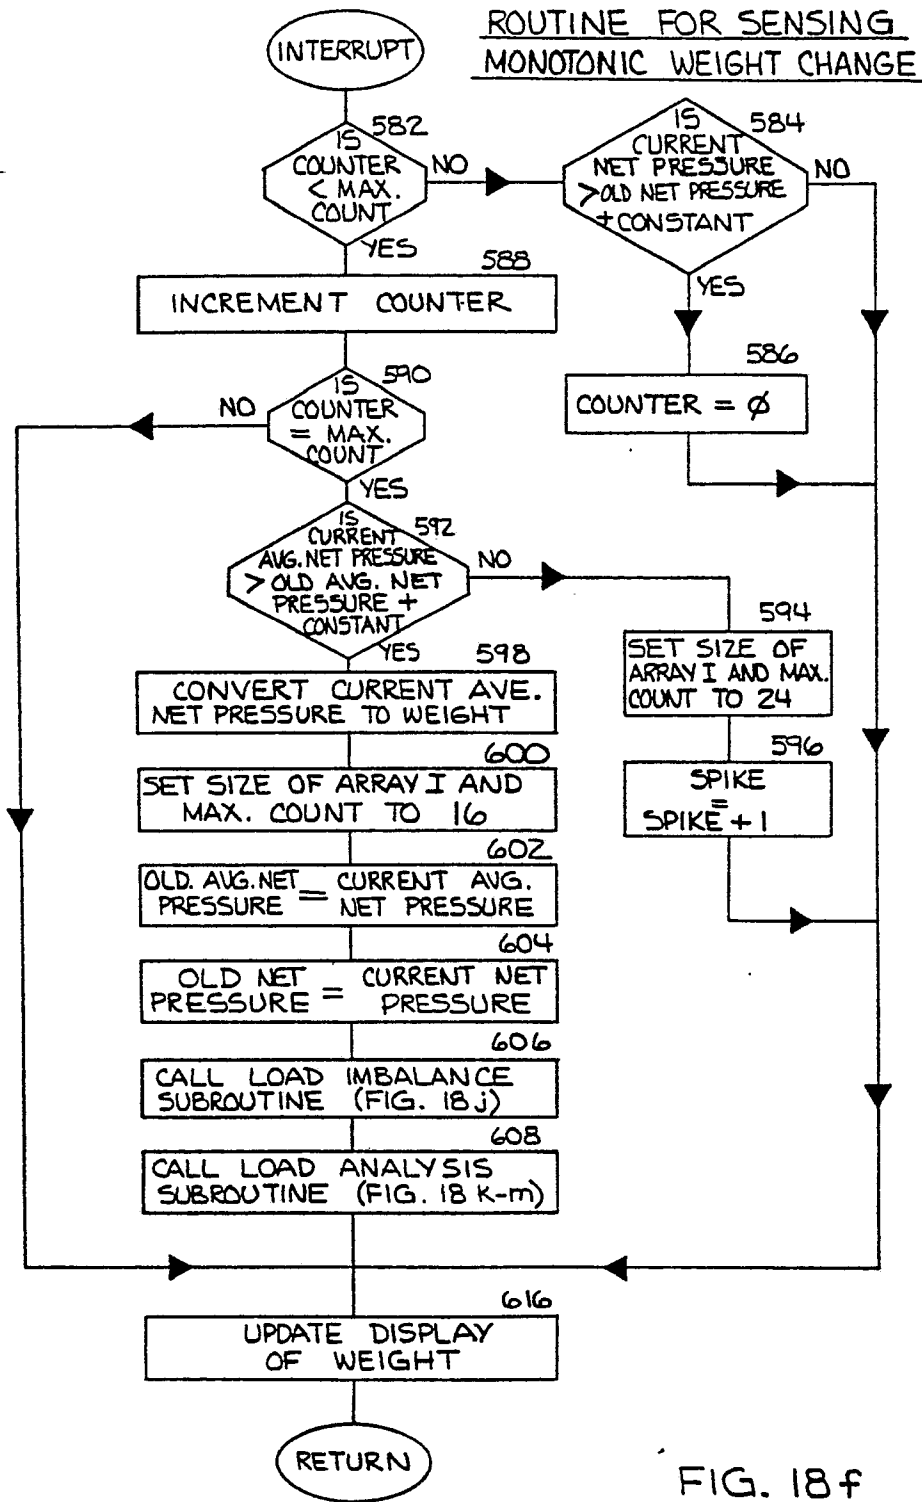 ROUTINE FOR SENSING
MONOTONIC WEIGHT CHANGE
INTERRUPT
582
IS
COUNTER
< MAX.
COUNT
NO
YES
584
IS
CURRENT
NET PRESSURE
> OLD NET PRESSURE
+ CONSTANT
NO
YES
586
COUNTER = ∅
588
INCREMENT COUNTER
590
IS
COUNTER
= MAX.
COUNT
NO
YES
592
IS
CURRENT
AVG. NET PRESSURE
> OLD AVG. NET
PRESSURE +
CONSTANT
NO
YES
594
SET SIZE OF
ARRAY I AND MAX.
COUNT TO 24
596
SPIKE
=
SPIKE + 1
598
CONVERT CURRENT AVE.
NET PRESSURE TO WEIGHT
600
SET SIZE OF ARRAY I AND
MAX. COUNT TO 16
602
OLD. AVG. NET PRESSURE = CURRENT AVG. NET PRESSURE
604
OLD NET PRESSURE = CURRENT NET PRESSURE
606
CALL LOAD IMBALANCE
SUBROUTINE (FIG. 18j)
608
CALL LOAD ANALYSIS
SUBROUTINE (FIG. 18 K-m)
616
UPDATE DISPLAY
OF WEIGHT
RETURN
FIG. 18f